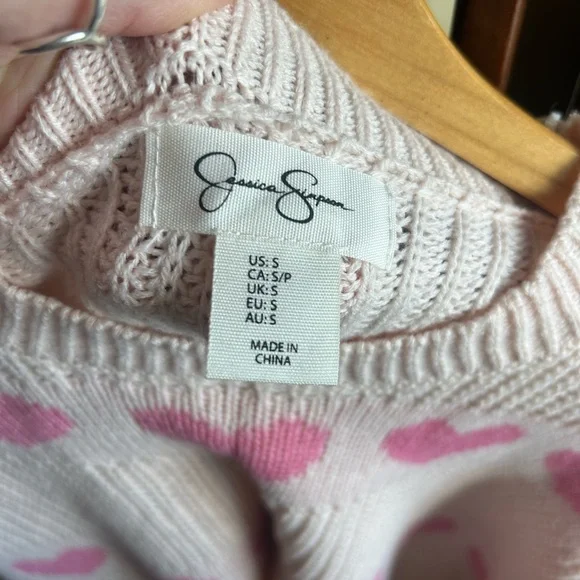 Jessica Simpson
US: S
CA: S/P
UK: S
EU: S
AU: S
MADE IN
CHINA